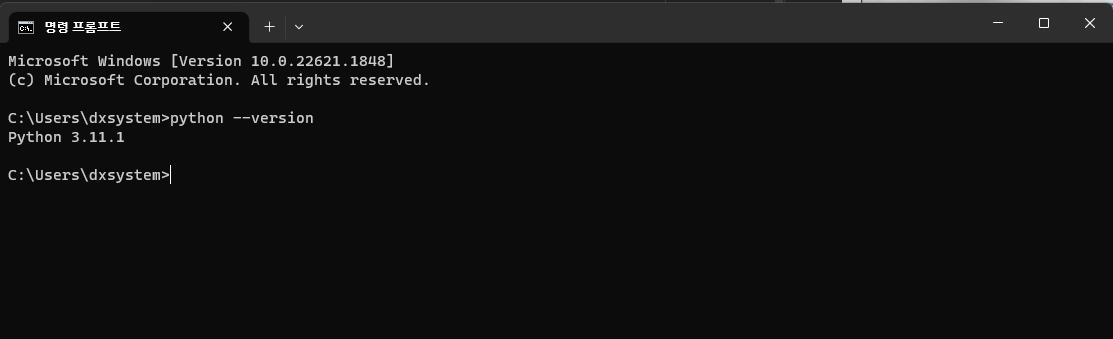 명령 프롬프트
Microsoft Windows [Version 10.0.22621.1848]
(c) Microsoft Corporation. All rights reserved.
C:\Users\dxsystem>python --version
Python 3.11.1
C:\Users\dxsystem>